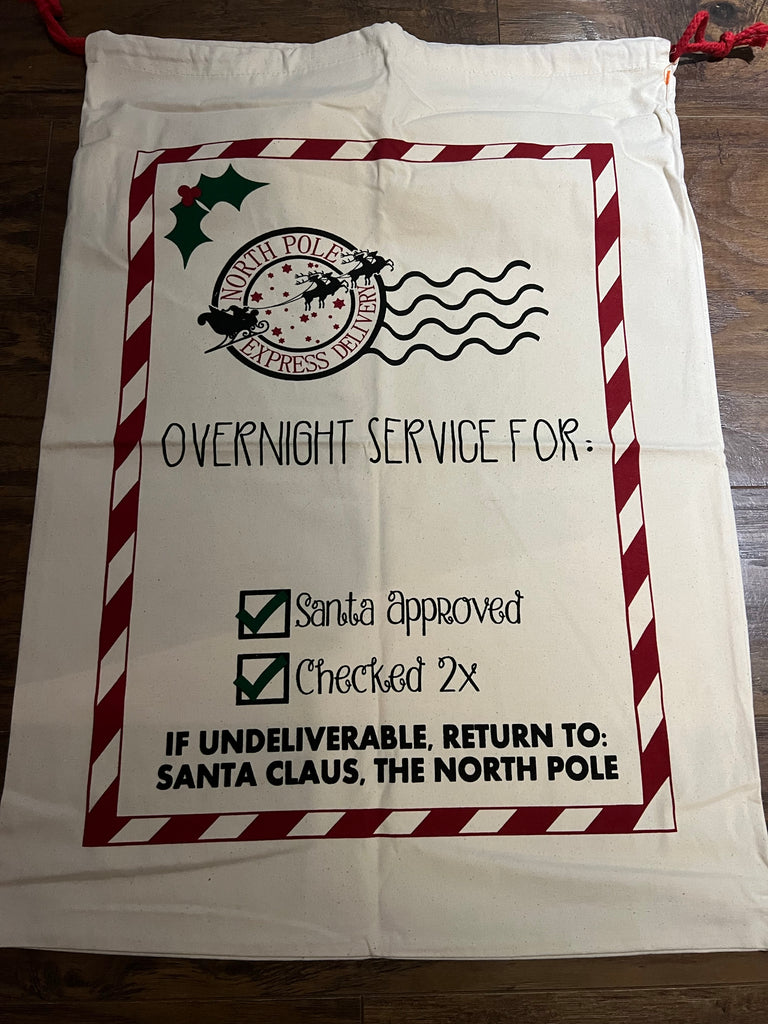 NORTH POLE
EXPRESS DELIVERY
OVERNIGHT SERVICE FOR:
Santa approved
Checked 2x
IF UNDELIVERABLE, RETURN TO:
SANTA CLAUS, THE NORTH POLE